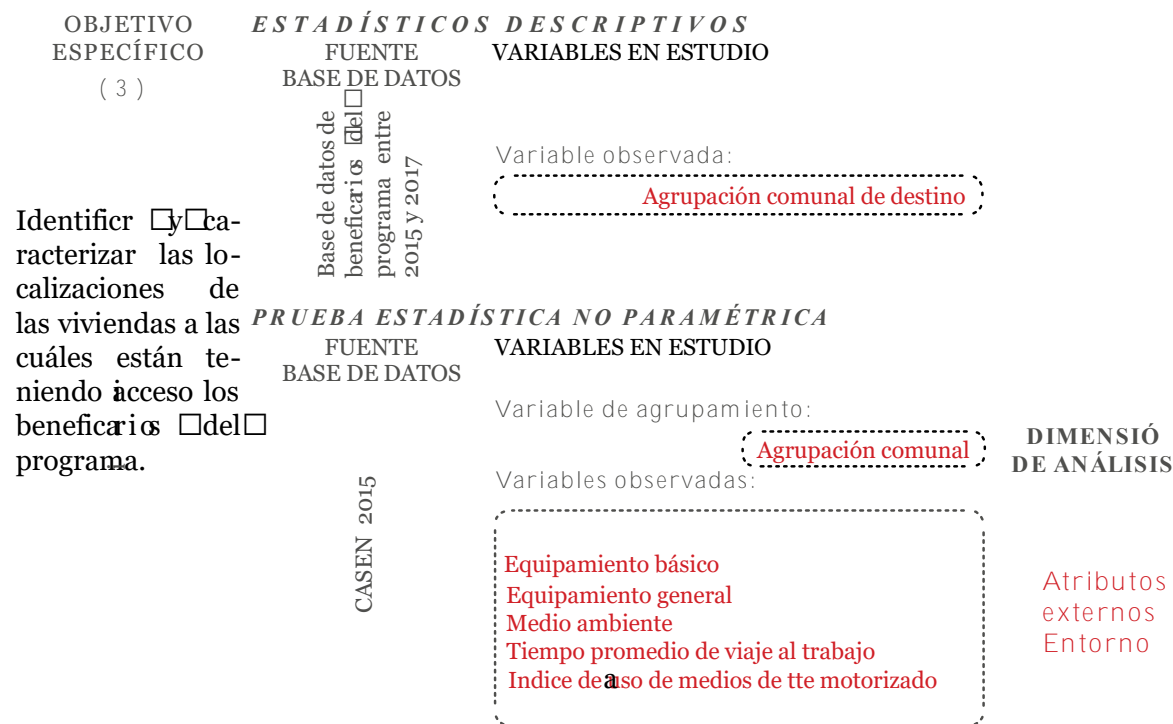 OBJETIVO
ESPECÍFICO
(3)
Identificr y ca-
racterizar las lo-
calizaciones de
las viviendas a las
cuáles están te-
niendo acceso los
beneficarios del
programa.
ESTADÍSTICOS DESCRIPTIVOS
FUENTE
BASE DE DATOS
VARIABLES EN ESTUDIO
Base de datos de
beneficarios del
programa entre
2015 y 2017
Variable observada:
Agrupación comunal de destino
PRUEBA ESTADÍSTICA NO PARAMÉTRICA
FUENTE
BASE DE DATOS
VARIABLES EN ESTUDIO
CASEN 2015
Variable de agrupamiento:
Agrupación comunal
Variables observadas:
Equipamiento básico
Equipamiento general
Medio ambiente
Tiempo promedio de viaje al trabajo
Indice de uso de medios de tte motorizado
DIMENSIÓ
DE ANÁLISIS
Atributos
externos
Entorno